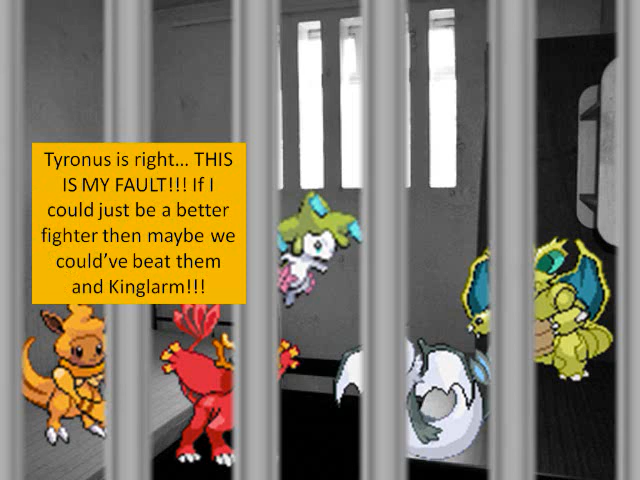 Tyronus is right... THIS
IS MY FAULT!!! If I
could just be a better
fighter then maybe we
could've beat them
and Kinglarm!!!